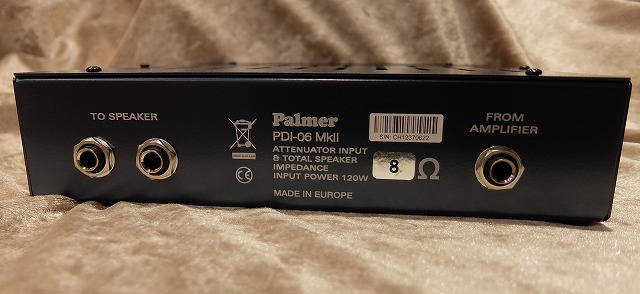 TO SPEAKER
Palmer
PDI-06 MkII
ATTENUATOR INPUT
& TOTAL SPEAKER
IMPEDANCE
INPUT POWER 120W
MADE IN EUROPE
CE
S/N: CH12370622
8 Ω
FROM
AMPLIFIER